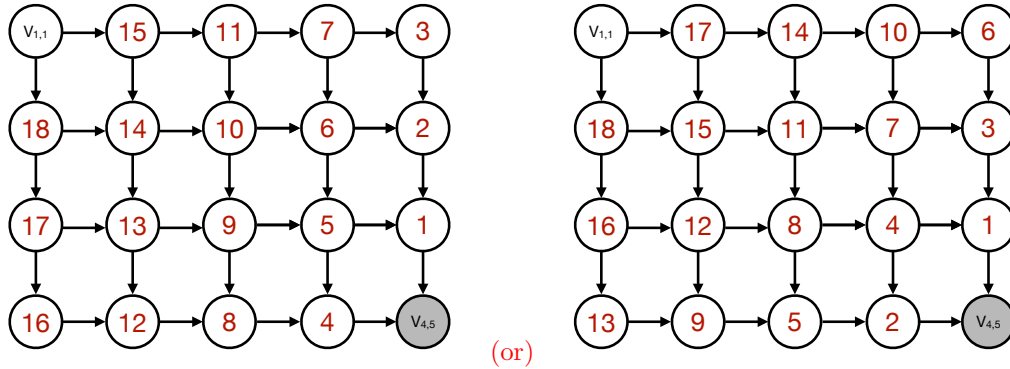 V1,1 15 11 7 3
18 14 10 6 2
17 13 9 5 1
16 12 8 4 V4,5
(or)
V1,1 17 14 10 6
18 15 11 7 3
16 12 8 4 1
13 9 5 2 V4,5